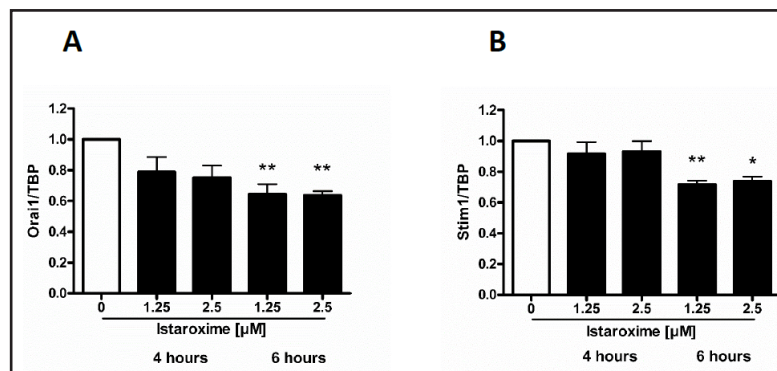 A
1.2
1.0
0.8
0.6
0.4
0.2
0.0
Orai1/TBP
** **
0 1.25 2.5 1.25 2.5
Istaroxime [µM]
4 hours 6 hours
B
1.2
1.0
0.8
0.6
0.4
0.2
0.0
Stim1/TBP
** *
0 1.25 2.5 1.25 2.5
Istaroxime [µM]
4 hours 6 hours